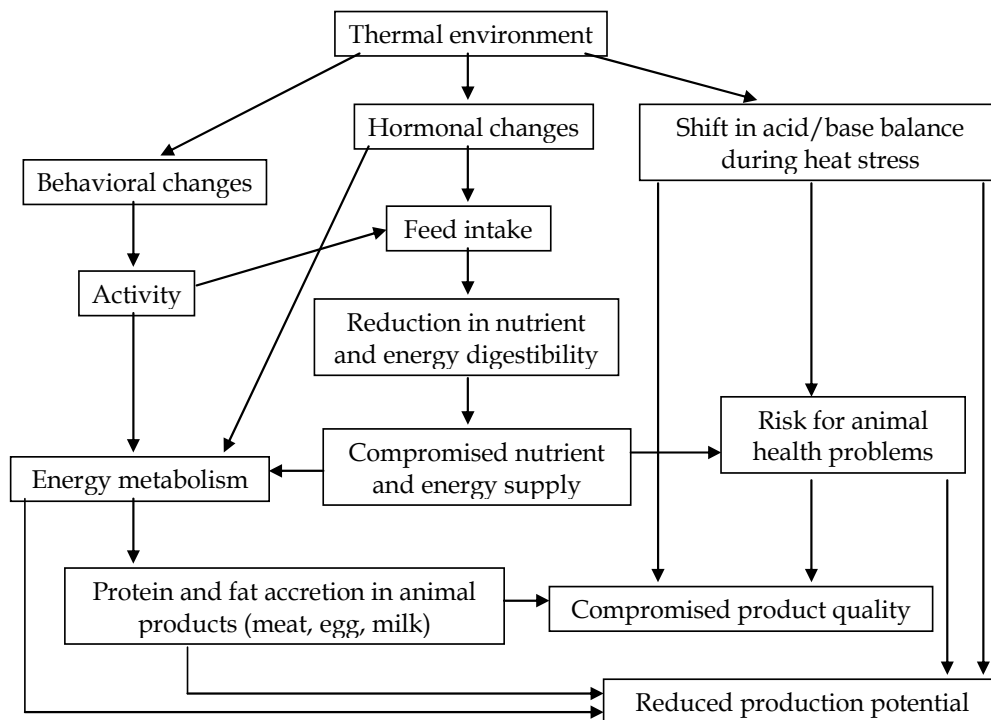 Thermal environment
Hormonal changes
Shift in acid/base balance
during heat stress
Behavioral changes
Feed intake
Activity
Reduction in nutrient
and energy digestibility
Risk for animal
health problems
Compromised nutrient
and energy supply
Energy metabolism
Protein and fat accretion in animal
products (meat, egg, milk)
Compromised product quality
Reduced production potential